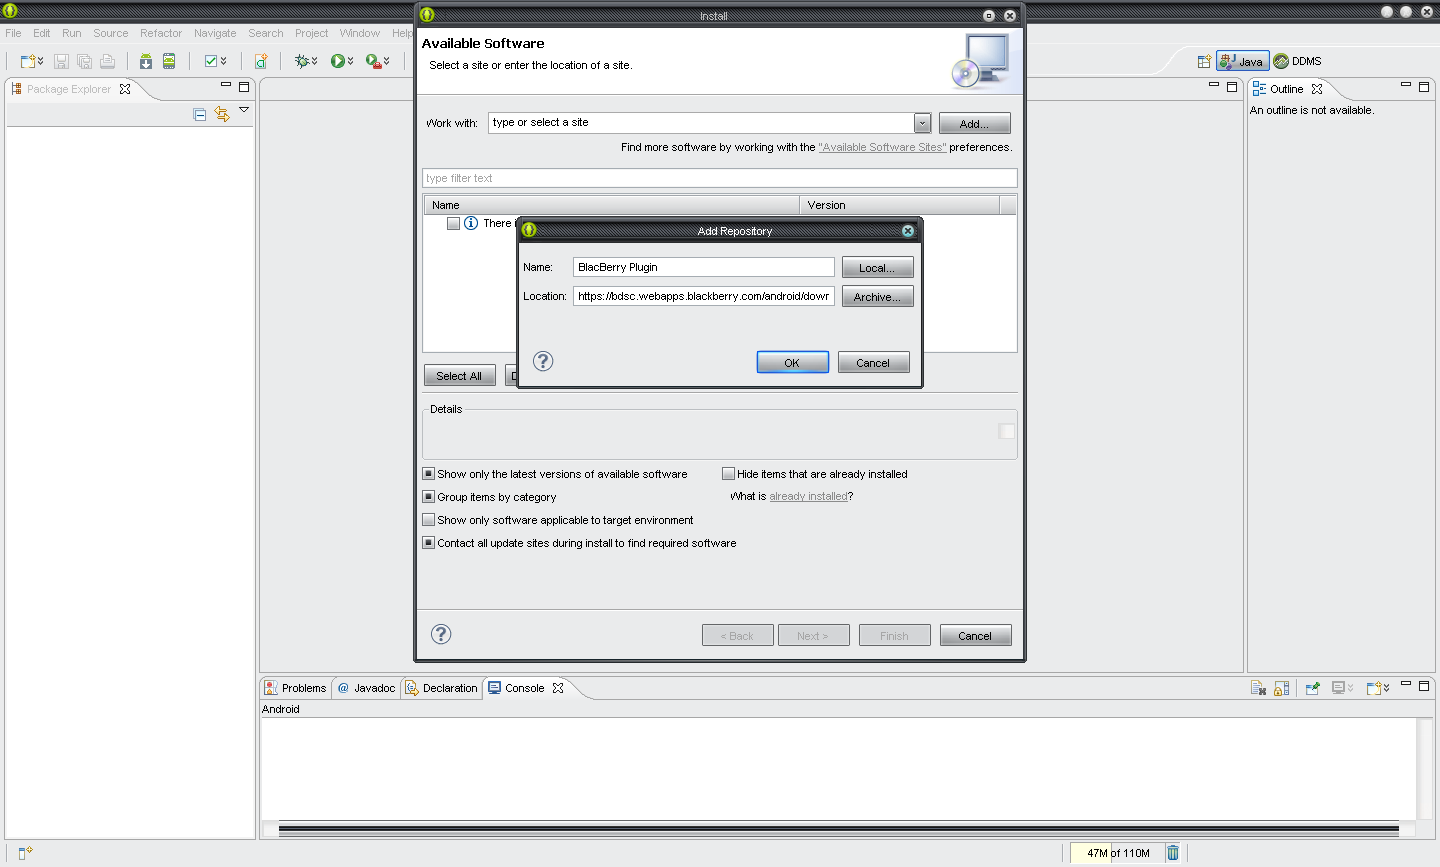 Install
File Edit Run Source Refactor Navigate Search Project Window Help
Available Software
Select a site or enter the location of a site.
Java
DDMS
Package Explorer
Outline
An outline is not available.
Work with:
type or select a site
Add...
Find more software by working with the "Available Software Sites" preferences.
type filter text
Name
Version
There
Add Repository
Name:
BlacBerry Plugin
Local...
Location:
https://bdsc.webapps.blackberry.com/android/dowr
Archive...
OK
Cancel
Select All
Details
Show only the latest versions of available software
Hide items that are already installed
Group items by category
What is already installed?
Show only software applicable to target environment
Contact all update sites during install to find required software
< Back
Next >
Finish
Cancel
Problems
@ Javadoc
Declaration
Console
Android
47M of 110M